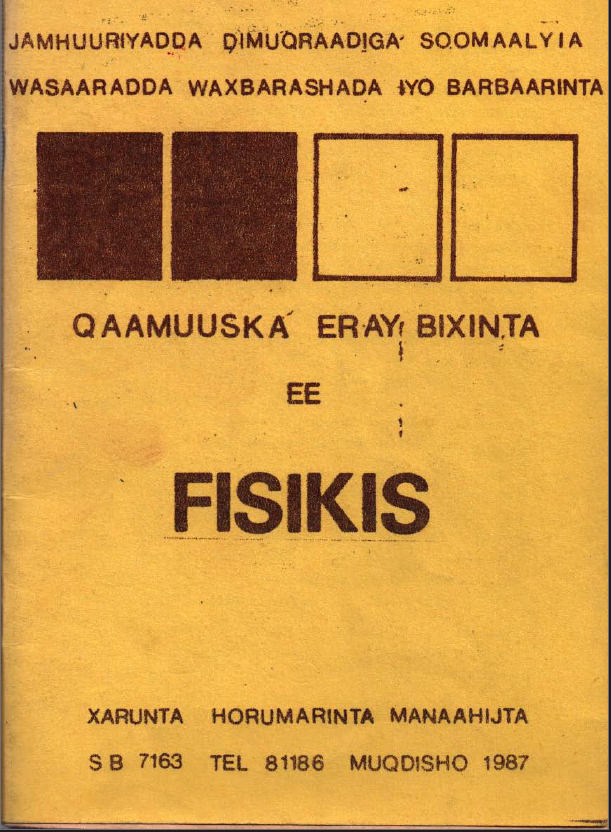 JAMHUURIYADDA DIMUQRAADIGA SOOMAALYIA
WASAARADDA WAXBARASHADA IYO BARBAARINTA
QAAMUUSKA ERAY BIXINTA
EE
FISIKIS
XARUNTA HORUMARINTA MANAAHIJTA
S B 7163 TEL 81186 MUQDISHO 1987